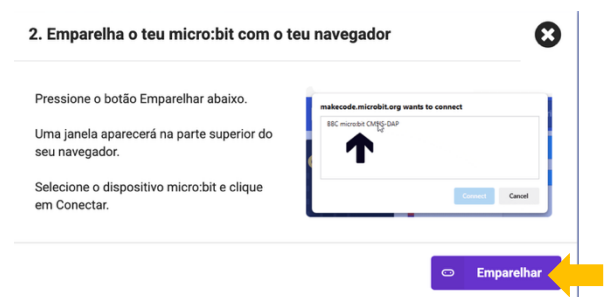 2. Emparelha o teu micro:bit com o teu navegador
Pressione o botão Emparelhar abaixo.
Uma janela aparecerá na parte superior do
seu navegador.
Selecione o dispositivo micro:bit e clique
em Conectar.
makecode.microbit.org wants to connect
BBC micro:bit CMSIS-DAP
Connect Cancel
Emparelhar